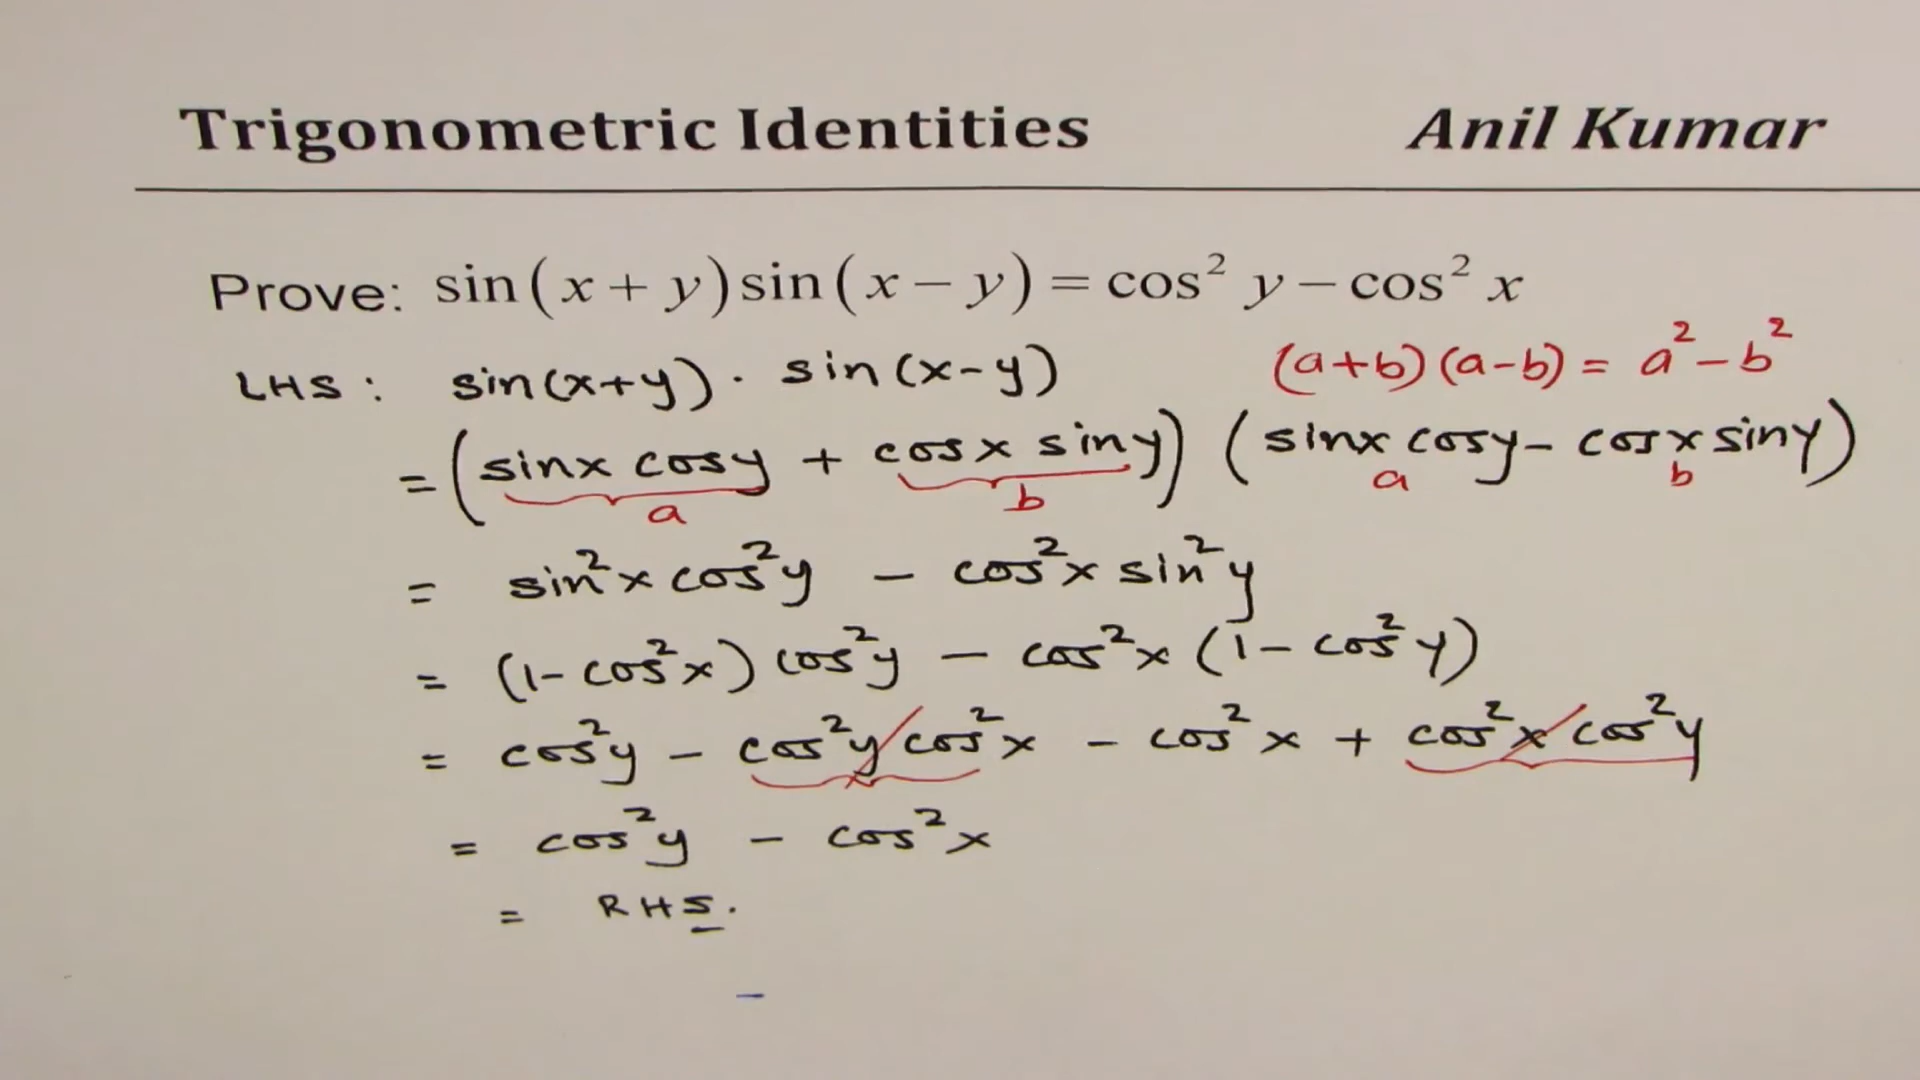 Trigonometric Identities Anil Kumar
Prove: sin(x + y)sin(x − y) = cos² y − cos² x
LHS : sin(x+y) · sin(x−y) (a+b)(a−b) = a² − b²
= (sinx cosy + cosx siny) (sinx cosy − cosx siny)
a b a b
= sin²x cos²y − cos²x sin²y
= (1−cos²x) cos²y − cos²x (1−cos²y)
= cos²y − cos²y cos²x − cos²x + cos²x cos²y
= cos²y − cos²x
= RHS.